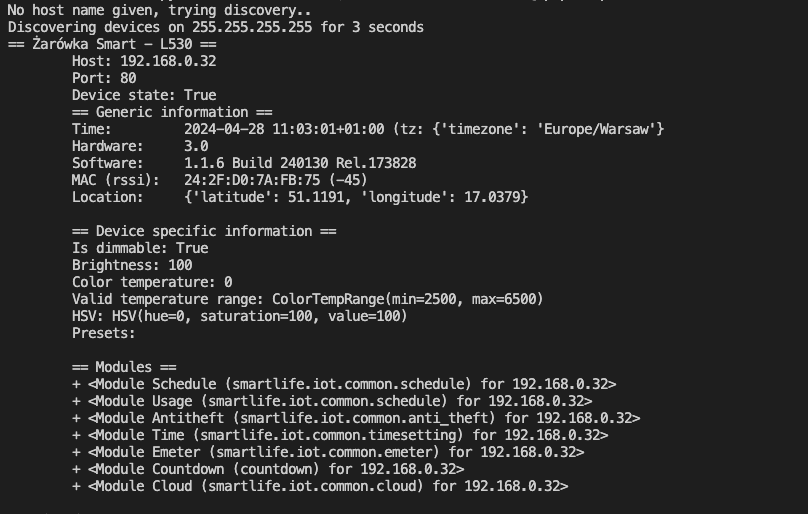 No host name given, trying discovery..
Discovering devices on 255.255.255.255 for 3 seconds
== Żarówka Smart - L530 ==
Host: 192.168.0.32
Port: 80
Device state: True
== Generic information ==
Time: 2024-04-28 11:03:01+01:00 (tz: {'timezone': 'Europe/Warsaw'}
Hardware: 3.0
Software: 1.1.6 Build 240130 Rel.173828
MAC (rssi): 24:2F:D0:7A:FB:75 (-45)
Location: {'latitude': 51.1191, 'longitude': 17.0379}
== Device specific information ==
Is dimmable: True
Brightness: 100
Color temperature: 0
Valid temperature range: ColorTempRange(min=2500, max=6500)
HSV: HSV(hue=0, saturation=100, value=100)
Presets:
== Modules ==
+ <Module Schedule (smartlife.iot.common.schedule) for 192.168.0.32>
+ <Module Usage (smartlife.iot.common.schedule) for 192.168.0.32>
+ <Module Antitheft (smartlife.iot.common.anti_theft) for 192.168.0.32>
+ <Module Time (smartlife.iot.common.timesetting) for 192.168.0.32>
+ <Module Emeter (smartlife.iot.common.emeter) for 192.168.0.32>
+ <Module Countdown (countdown) for 192.168.0.32>
+ <Module Cloud (smartlife.iot.common.cloud) for 192.168.0.32>